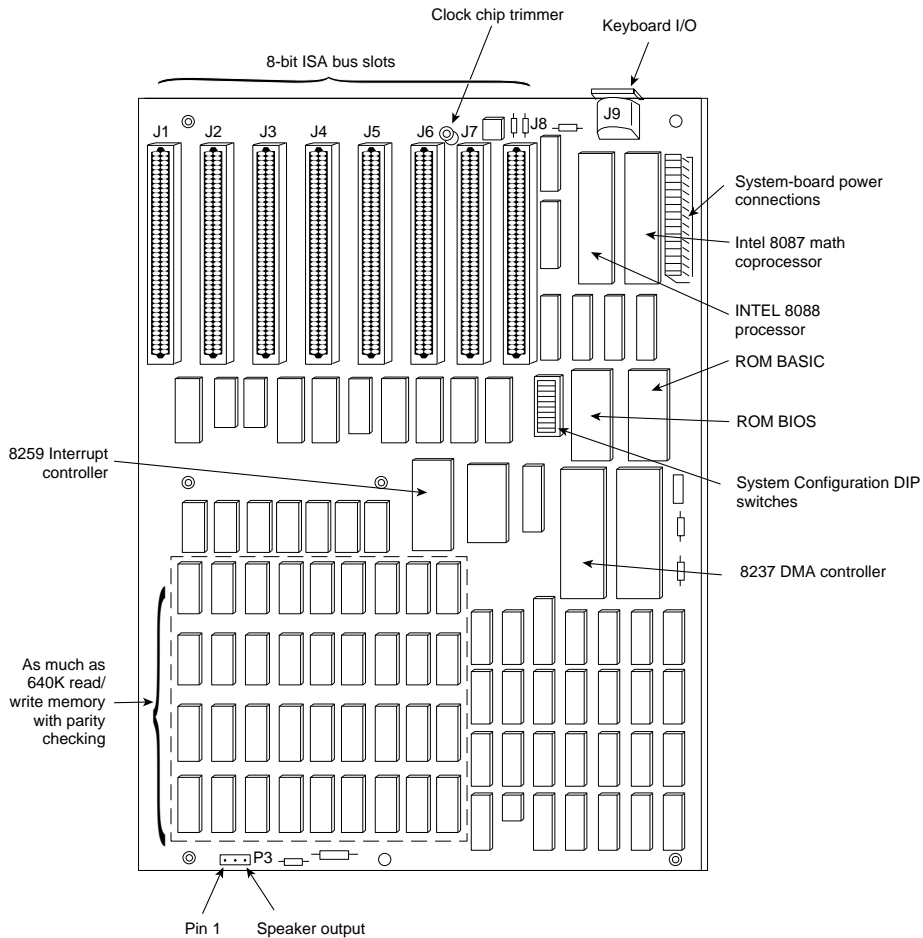 Clock chip trimmer
Keyboard I/O
8-bit ISA bus slots
J1
J2
J3
J4
J5
J6
J7
J8
J9
System-board power
connections
Intel 8087 math
coprocessor
INTEL 8088
processor
ROM BASIC
ROM BIOS
8259 Interrupt
controller
System Configuration DIP
switches
8237 DMA controller
As much as
640K read/
write memory
with parity
checking
P3
Pin 1
Speaker output